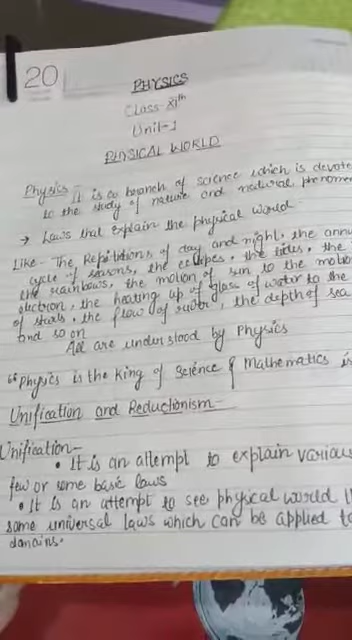 20
PHYSICS
Class-XIth
Unit-1
PHYSICAL WORLD
Physics - It is a branch of science which is devote
to the study of nature and natural phenomen
→ Laws that explain the physical world
Like - The Repititions of day and night, the annu
cycle of seasons, the eclipes, the tides, the
the rainbows, the motion of sun to the motion
electron, the heating up of glass of water to the
of stars, the flow of the depth of sea
and so on
All are understood by Physics
"Physics is the King of Science & Mathematics is
Unification and Reductionism-
Unification-
• It is an attempt to explain various
few or some basic laws
• It is an attempt to see physical world
some universal laws which can be applied to
domains.